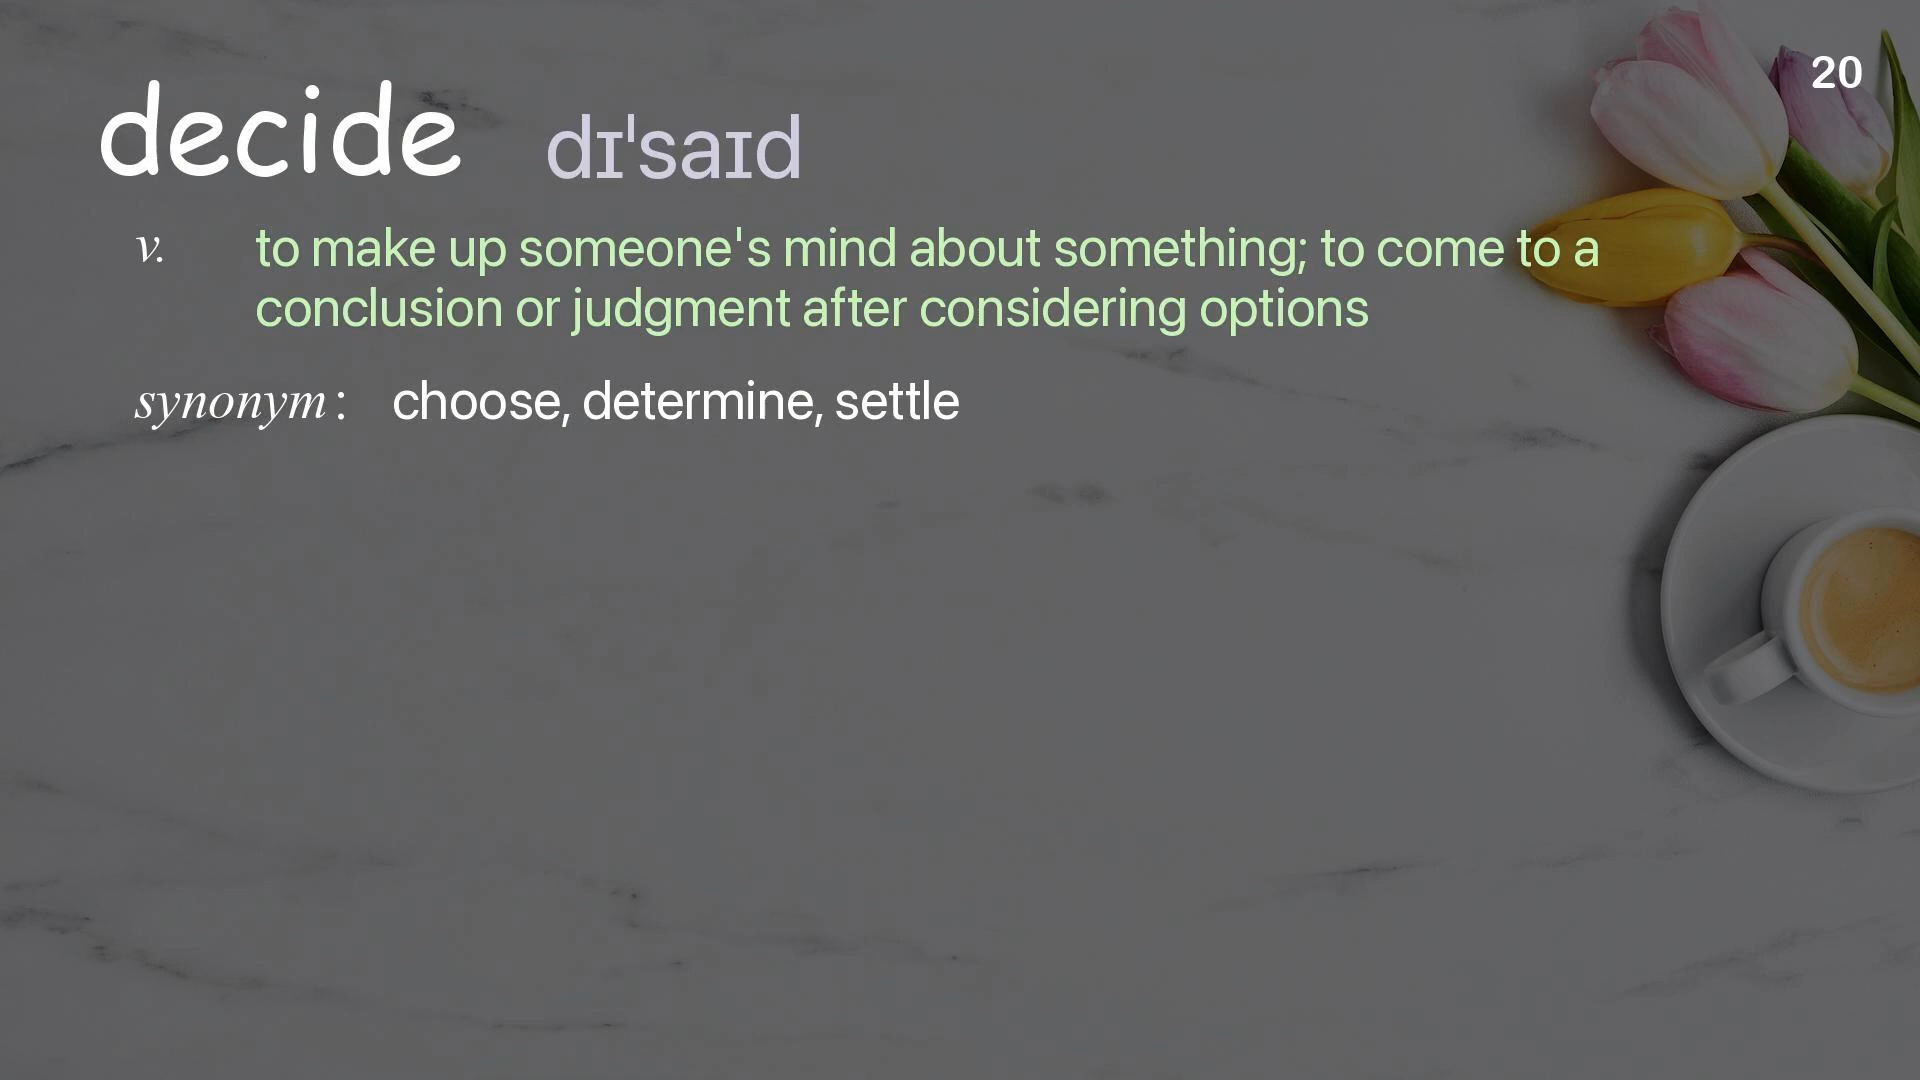 20
decide dɪˈsaɪd
v. to make up someone's mind about something; to come to a
conclusion or judgment after considering options
synonym : choose, determine, settle